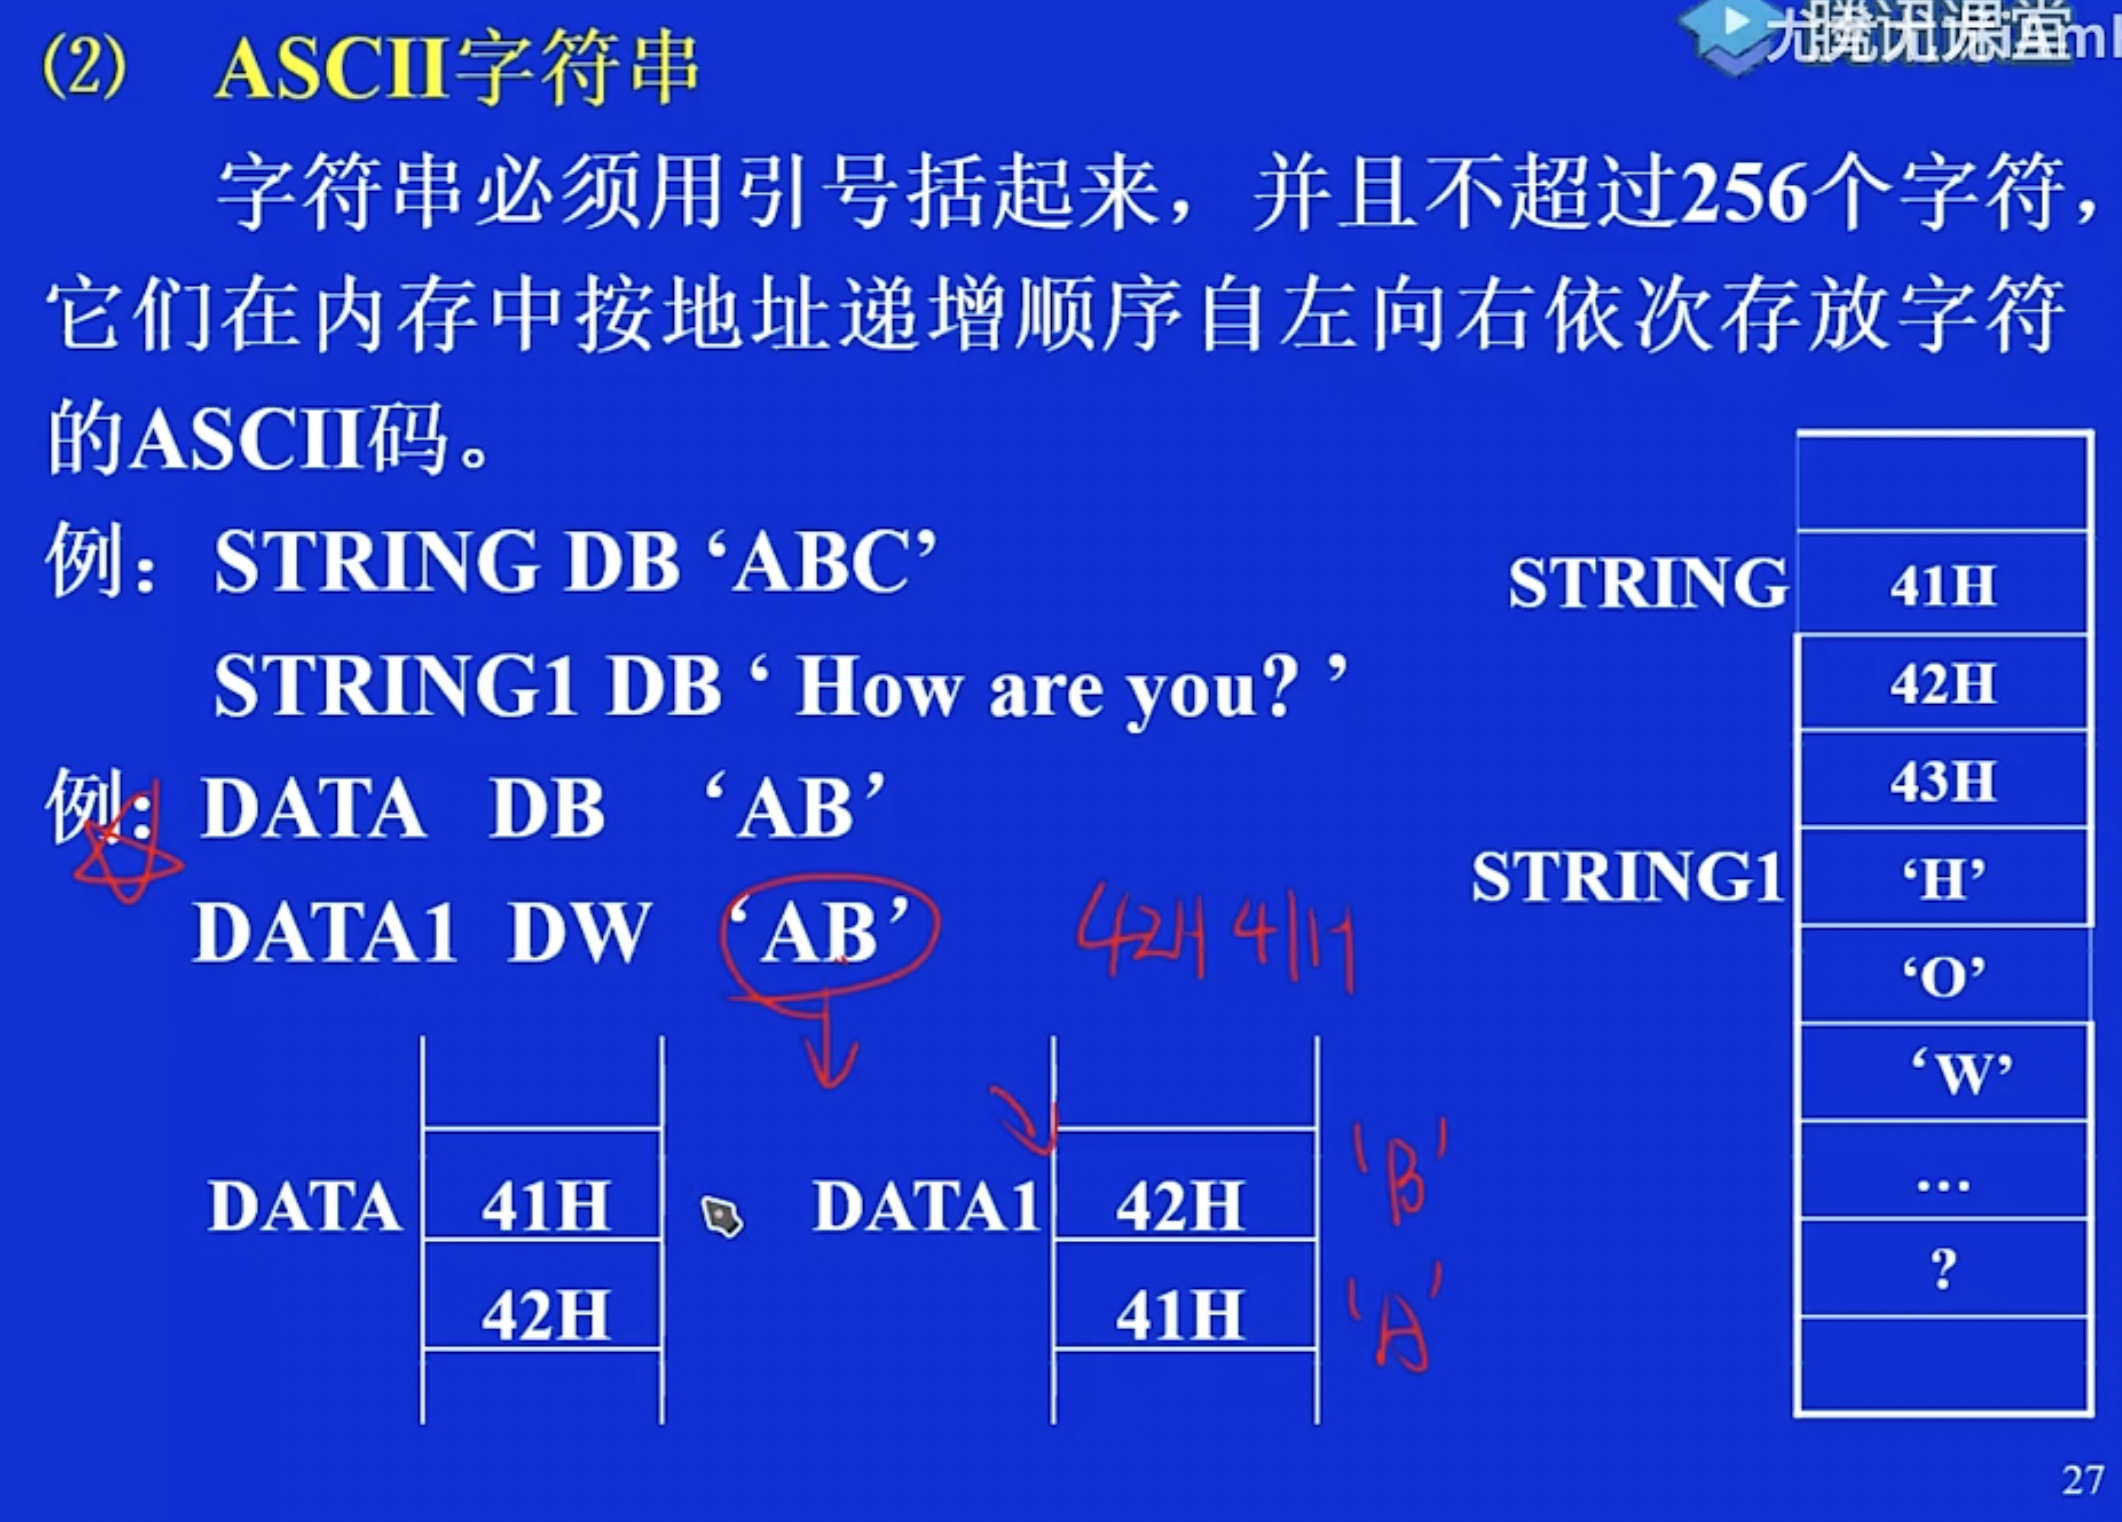 腾讯课堂
(2) ASCII字符串
字符串必须用引号括起来，并且不超过256个字符，
它们在内存中按地址递增顺序自左向右依次存放字符
的ASCII码。
例：STRING DB ‘ABC’
STRING1 DB ‘ How are you? ’
例：DATA DB ‘AB’
DATA1 DW ‘AB’ 42H 41H
DATA 41H
42H
DATA1 42H 'B'
41H 'A'
STRING 41H
42H
43H
STRING1 ‘H’
‘O’
‘W’
…
?
27